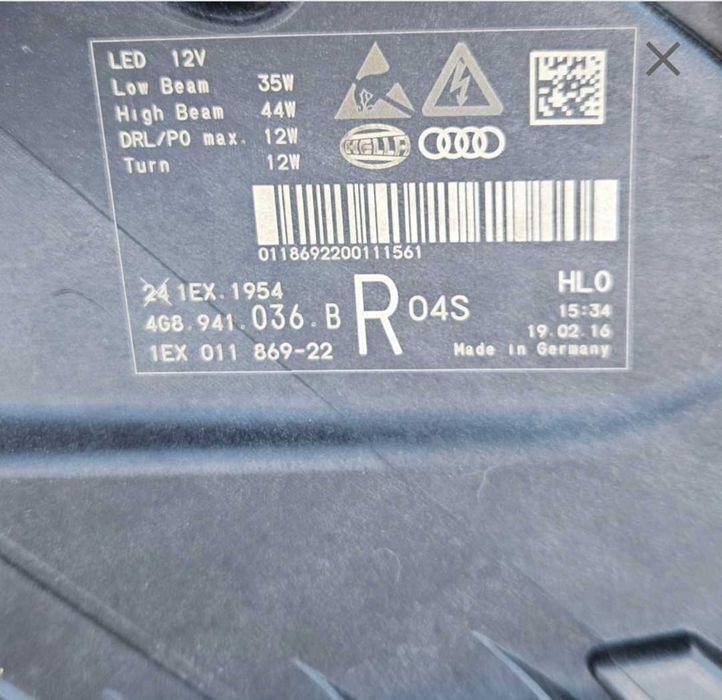 LED 12V
Low Beam 35W
High Beam 44W
DRL/PO max. 12W
Turn 12W
HELLA
0118692200111561
24 1EX.1954
4G8.941.036.B
1EX 011 869-22
R 04S
HLO
15:34
19.02.16
Made in Germany